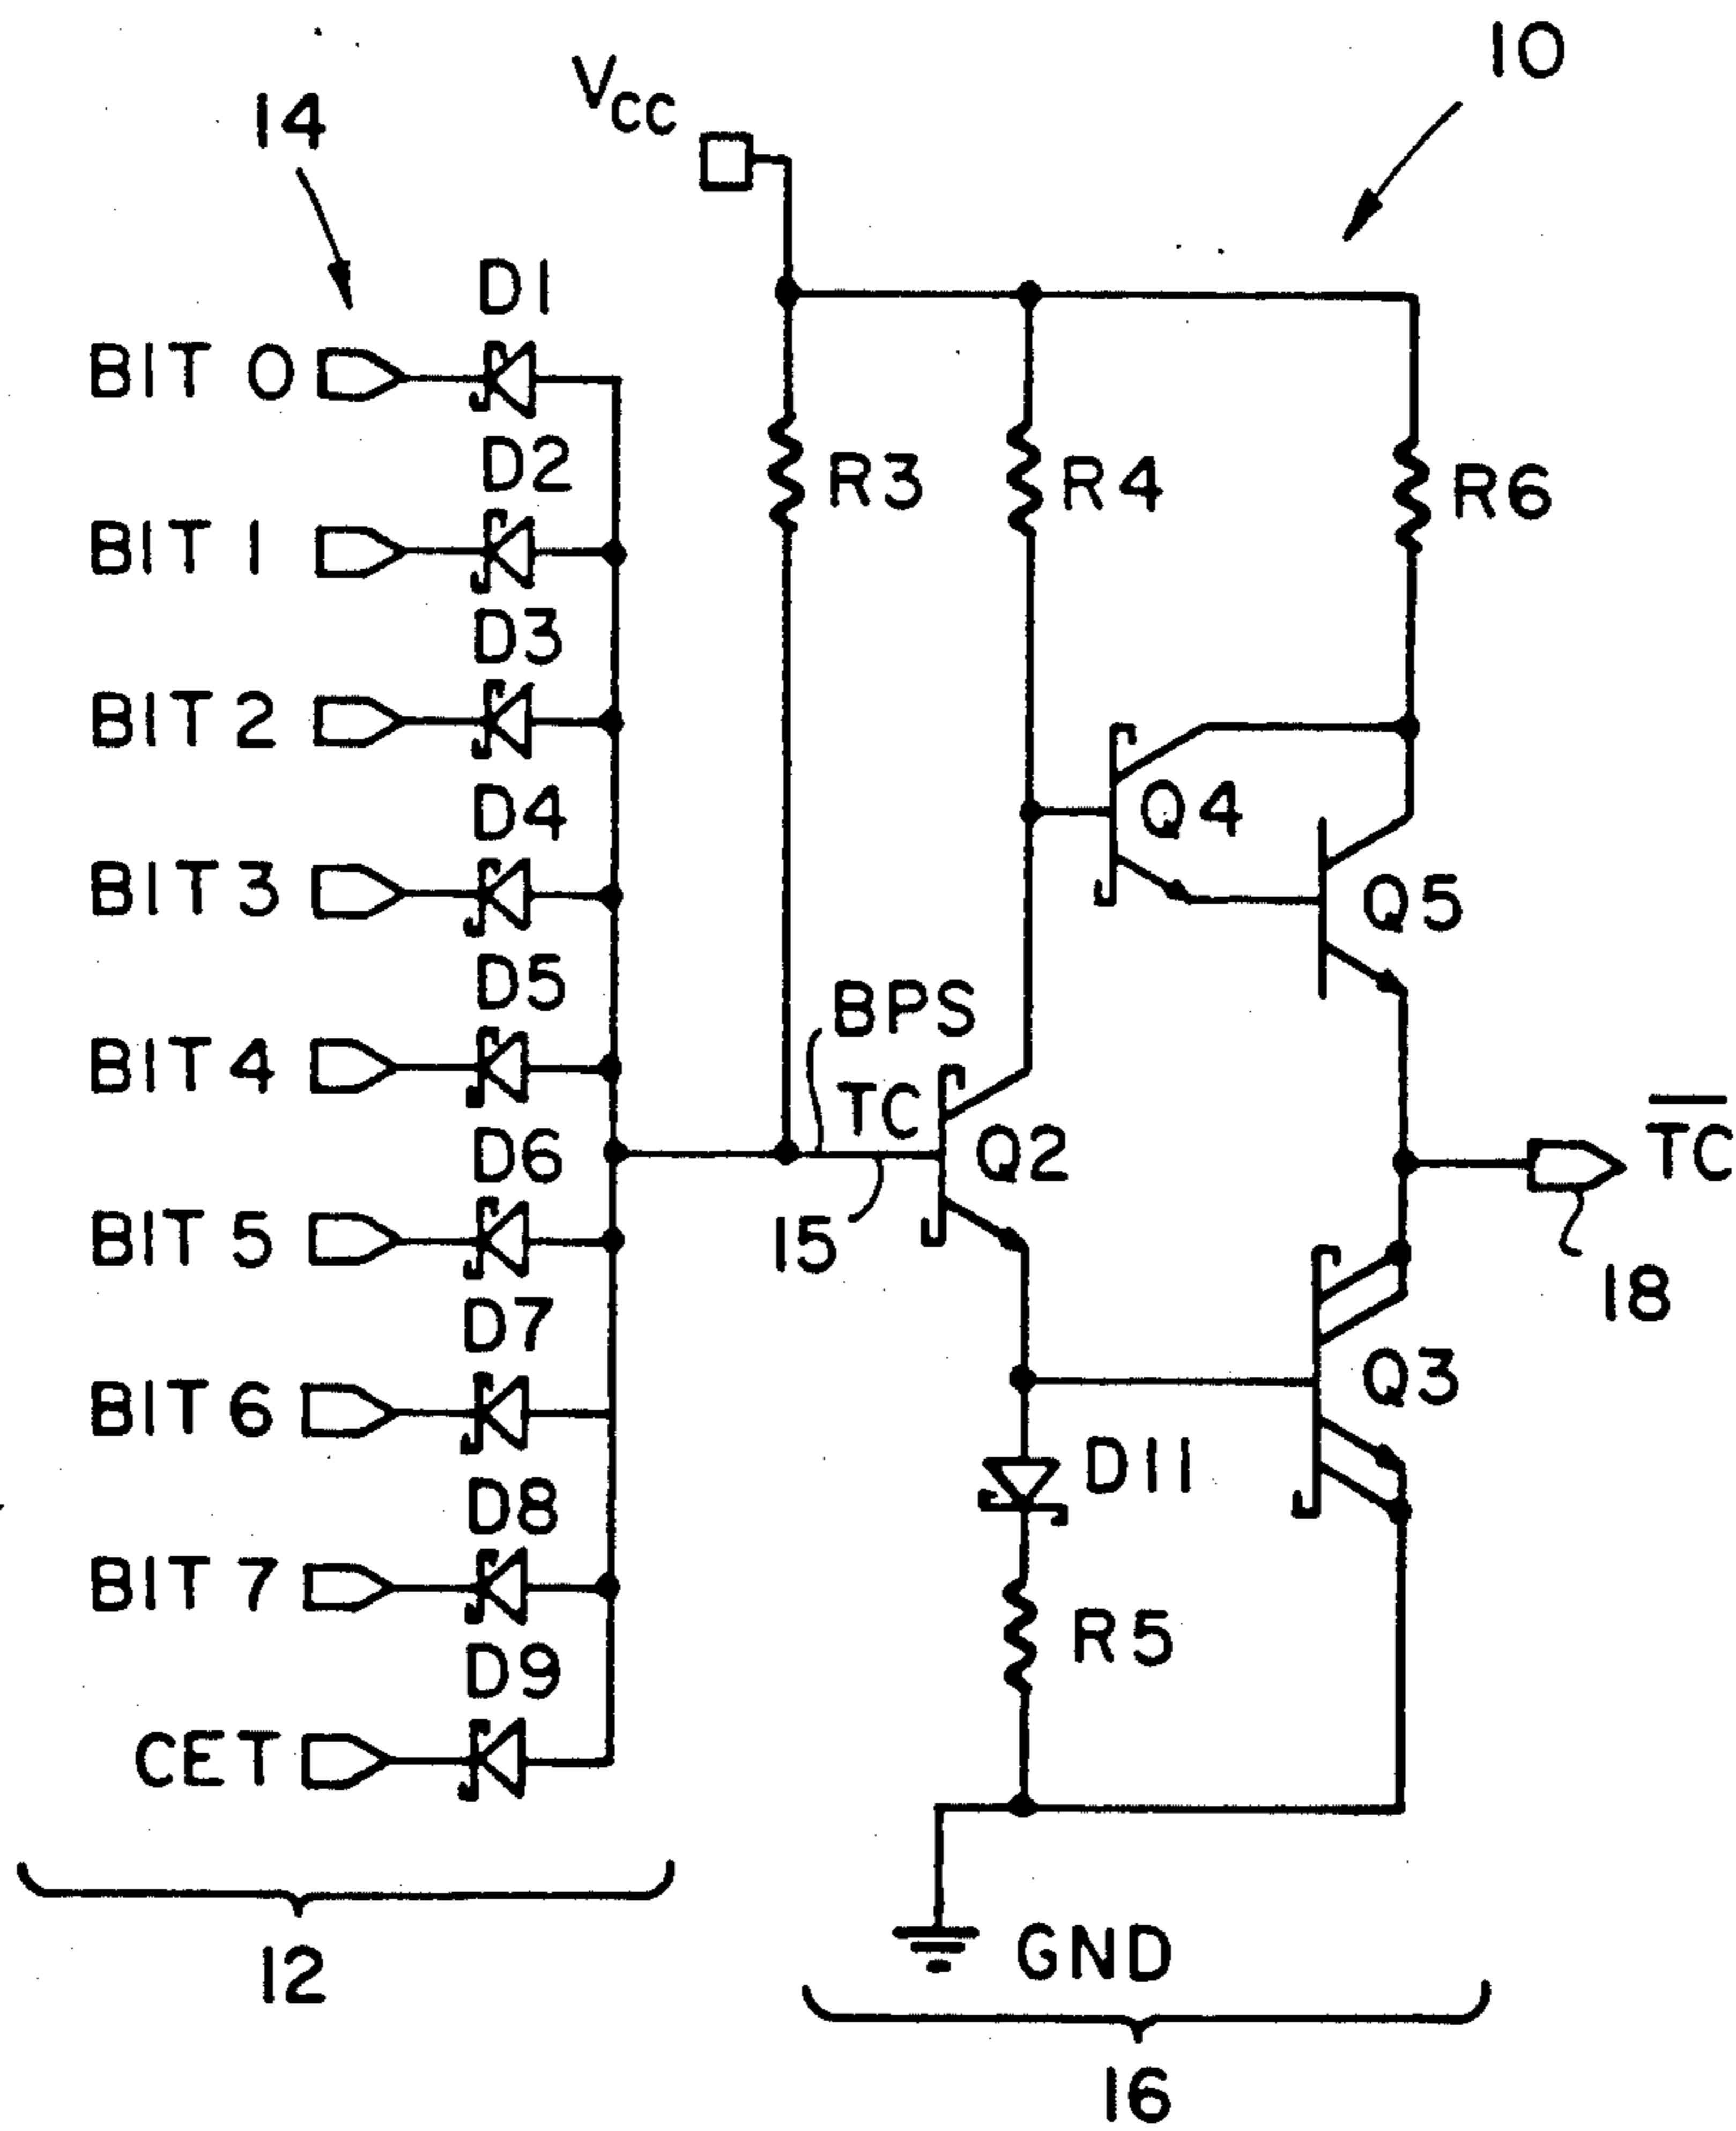 10
V CC
14
D1
BIT 0
D2
R3
R4
R6
BIT 1
D3
BIT 2
D4
Q4
BIT 3
Q5
D5
BPS
BIT 4
TC
D6
Q2
T̅C̅
BIT 5
15
18
D7
Q3
BIT 6
D11
D8
BIT 7
R5
D9
CET
GND
12
16